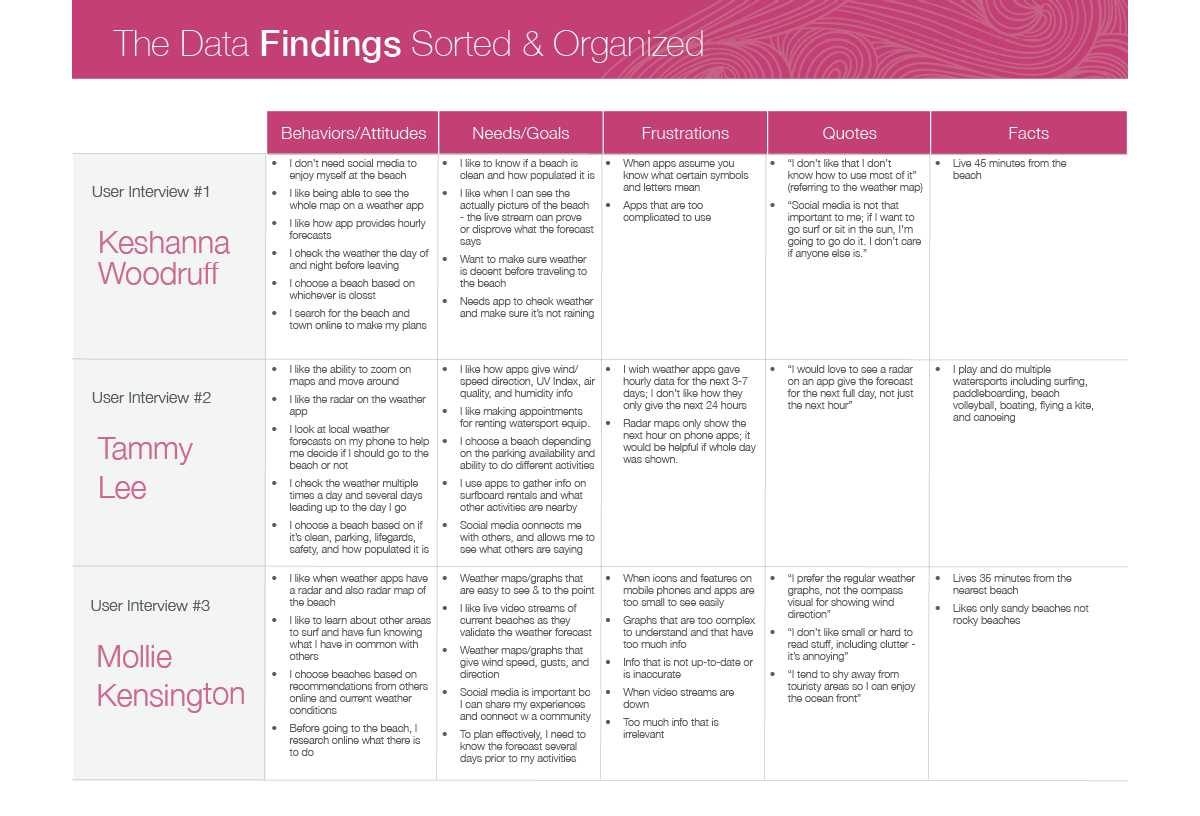 The Data Findings Sorted & Organized
Behaviors/Attitudes
Needs/Goals
Frustrations
Quotes
Facts
User Interview #1
Keshanna
Woodruff
• I don't need social media to
enjoy myself at the beach
• I like being able to see the
whole map on a weather app
• I like how app provides hourly
forecasts
• I check the weather the day of
and night before leaving
• I choose a beach based on
whichever is closst
• I search for the beach and
town online to make my plans
• I like to know if a beach is
clean and how populated it is
• I like when I can see the
actually picture of the beach
- the live stream can prove
or disprove what the forecast
says
• Want to make sure weather
is decent before traveling to
the beach
• Needs app to check weather
and make sure it's not raining
• When apps assume you
know what certain symbols
and letters mean
• Apps that are too
complicated to use
• “I don't like that I don't
know how to use most of it”
(referring to the weather map)
• “Social media is not that
important to me; if I want to
go surf or sit in the sun, I'm
going to go do it. I don't care
if anyone else is.”
• Live 45 minutes from the
beach
User Interview #2
Tammy
Lee
• I like the ability to zoom on
maps and move around
• I like the radar on the weather
app
• I look at local weather
forecasts on my phone to help
me decide if I should go to the
beach or not
• I check the weather multiple
times a day and several days
leading up to the day I go
• I choose a beach based on if
it's clean, parking, lifegards,
safety, and how populated it is
• I like how apps give wind/
speed direction, UV Index, air
quality, and humidity info
• I like making appointments
for renting watersport equip.
• I choose a beach depending
on the parking availability and
ability to do different activities
• I use apps to gather info on
surfboard rentals and what
other activities are nearby
• Social media connects me
with others, and allows me to
see what others are saying
• I wish weather apps gave
hourly data for the next 3-7
days; I don't like how they
only give the next 24 hours
• Radar maps only show the
next hour on phone apps; it
would be helpful if whole day
was shown.
• “I would love to see a radar
on an app give the forecast
for the next full day, not just
the next hour”
• I play and do multiple
watersports including surfing,
paddleboarding, beach
volleyball, boating, flying a kite,
and canoeing
User Interview #3
Mollie
Kensington
• I like when weather apps have
a radar and also radar map of
the beach
• I like to learn about other areas
to surf and have fun knowing
what I have in common with
others
• I choose beaches based on
recommendations from others
online and current weather
conditions
• Before going to the beach, I
research online what there is
to do
• Weather maps/graphs that
are easy to see & to the point
• I like live video streams of
current beaches as they
validate the weather forecast
• Weather maps/graphs that
give wind speed, gusts, and
direction
• Social media is important bc
I can share my experiences
and connect w a community
• To plan effectively, I need to
know the forecast several
days prior to my activities
• When icons and features on
mobile phones and apps are
too small to see easily
• Graphs that are too complex
to understand and that have
too much info
• Info that is not up-to-date or
is inaccurate
• When video streams are
down
• Too much info that is
irrelevant
• “I prefer the regular weather
graphs, not the compass
visual for showing wind
direction”
• “I don't like small or hard to
read stuff, including clutter -
it's annoying”
• “I tend to shy away from
touristy areas so I can enjoy
the ocean front”
• Lives 35 minutes from the
nearest beach
• Likes only sandy beaches not
rocky beaches